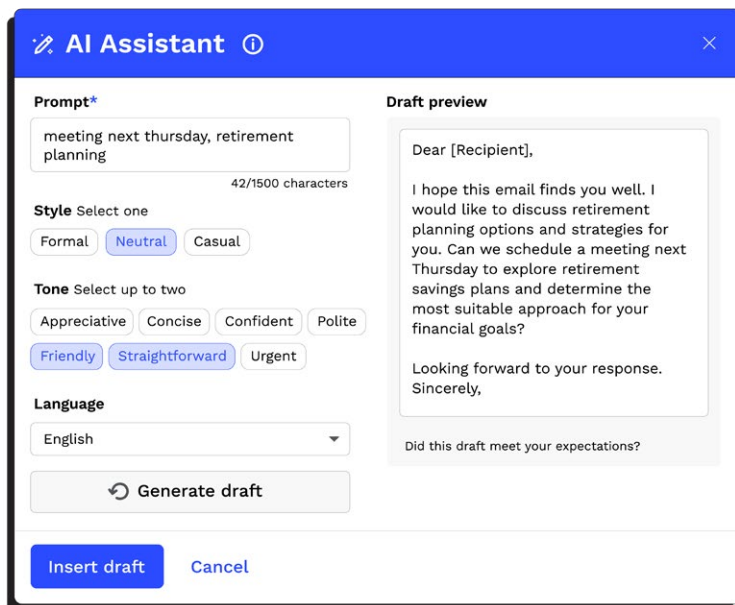 AI Assistant
Prompt*
meeting next thursday, retirement
planning
42/1500 characters
Style Select one
Formal Neutral Casual
Tone Select up to two
Appreciative Concise Confident Polite
Friendly Straightforward Urgent
Language
English
Generate draft
Draft preview
Dear [Recipient],
I hope this email finds you well. I
would like to discuss retirement
planning options and strategies for
you. Can we schedule a meeting next
Thursday to explore retirement
savings plans and determine the
most suitable approach for your
financial goals?
Looking forward to your response.
Sincerely,
Did this draft meet your expectations?
Insert draft Cancel